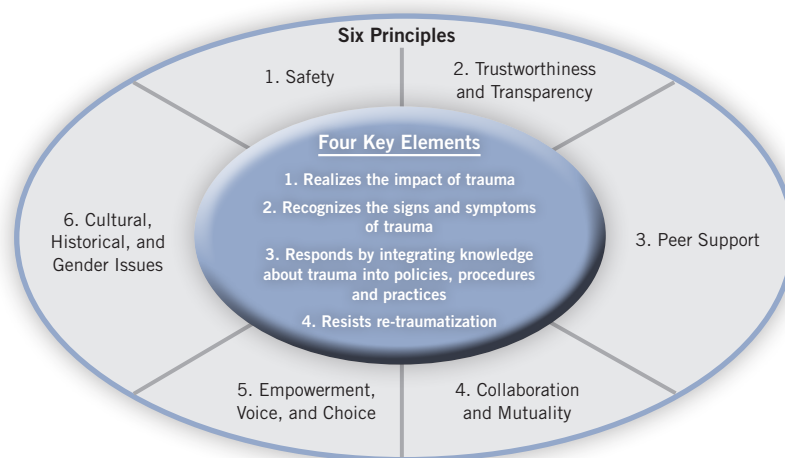 Six Principles
1. Safety
2. Trustworthiness
and Transparency
3. Peer Support
4. Collaboration
and Mutuality
5. Empowerment,
Voice, and Choice
6. Cultural,
Historical, and
Gender Issues
Four Key Elements
1. Realizes the impact of trauma
2. Recognizes the signs and symptoms
of trauma
3. Responds by integrating knowledge
about trauma into policies, procedures
and practices
4. Resists re-traumatization